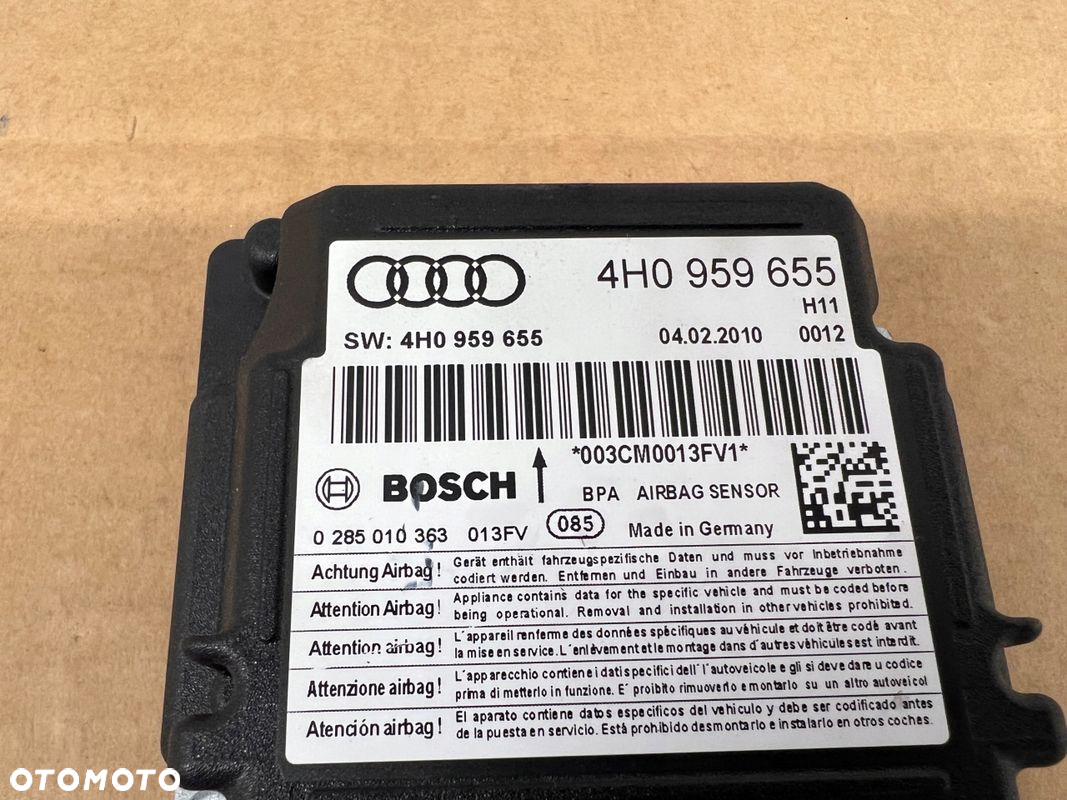 4H0 959 655
H11
SW: 4H0 959 655 04.02.2010 0012
*003CM0013FV1*
BOSCH BPA AIRBAG SENSOR
0 285 010 363 013FV 085 Made in Germany
Achtung Airbag! Gerät enthält fahrzeugspezifische Daten und muss vor Inbetriebnahme
codiert werden. Entfernen und Einbau in andere Fahrzeuge verboten.
Attention Airbag! Appliance contains data for the specific vehicle and must be coded before
being operational. Removal and installation in other vehicles prohibited.
Attention airbag! L'appareil renferme des données spécifiques au véhicule et doit être codé avant
la mise en service. L'enlèvement et le montage dans d'autres véhicules est interdit.
Attenzione airbag! L'apparecchio contiene i dati specifici dell'l'autoveicole e gli si deve dare u codice
prima di metterlo in funzione. E' proibito rimuoverlo e montarlo su un altro autoveicol
Atención airbag! El aparato contiene datos especificos del vehiculo y debe ser codificado antes
de la puesta en servicio. Está prohibido desmontarlo e instalarlo en otros coches.
OTOMOTO